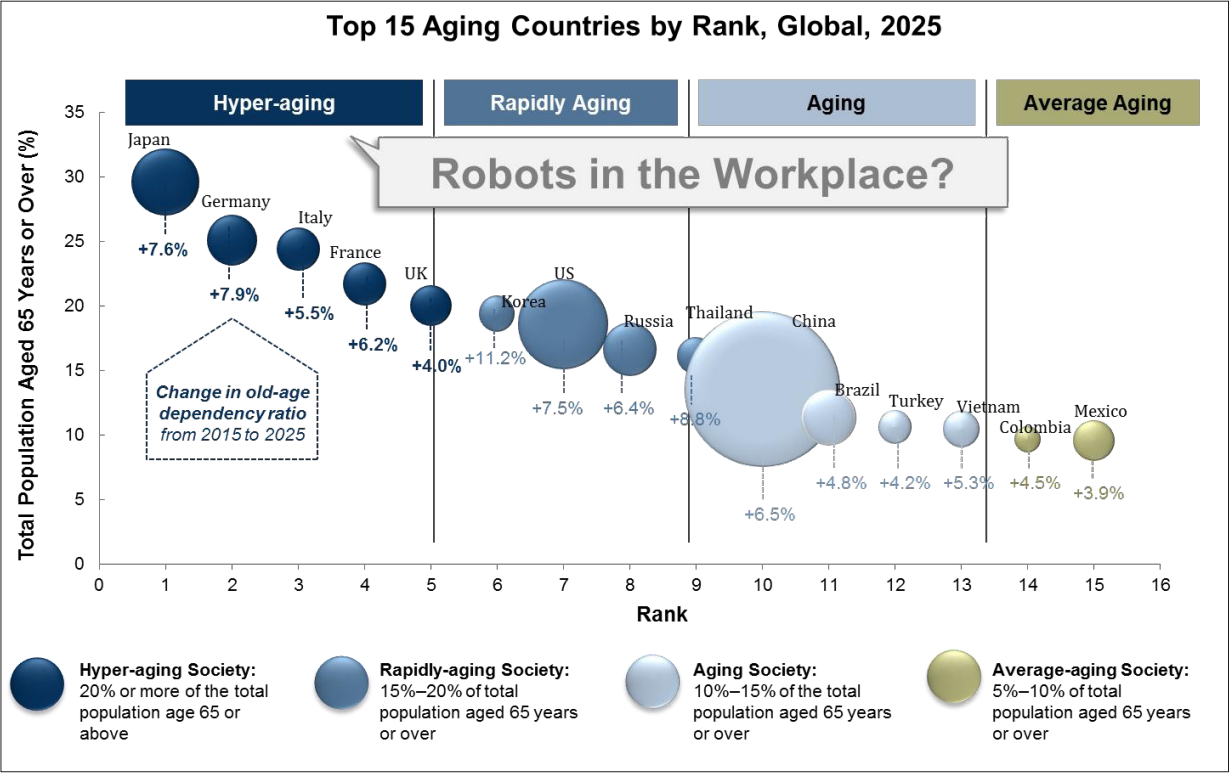 Top 15 Aging Countries by Rank, Global, 2025
Hyper-aging
Rapidly Aging
Aging
Average Aging
Robots in the Workplace?
Total Population Aged 65 Years or Over (%)
35
30
25
20
15
10
5
0
Japan
+7.6%
Germany
+7.9%
Italy
+5.5%
France
+6.2%
UK
+4.0%
Korea
+11.2%
US
+7.5%
Russia
+6.4%
Thailand
+8.8%
China
+6.5%
Brazil
+4.8%
Turkey
+4.2%
Vietnam
+5.3%
Colombia
+4.5%
Mexico
+3.9%
Change in old-age
dependency ratio
from 2015 to 2025
0 1 2 3 4 5 6 7 8 9 10 11 12 13 14 15 16
Rank
Hyper-aging Society:
20% or more of the total
population age 65 or
above
Rapidly-aging Society:
15%–20% of total
population aged 65 years
or over
Aging Society:
10%–15% of the total
population aged 65 years
or over
Average-aging Society:
5%–10% of total
population aged 65 years
or over